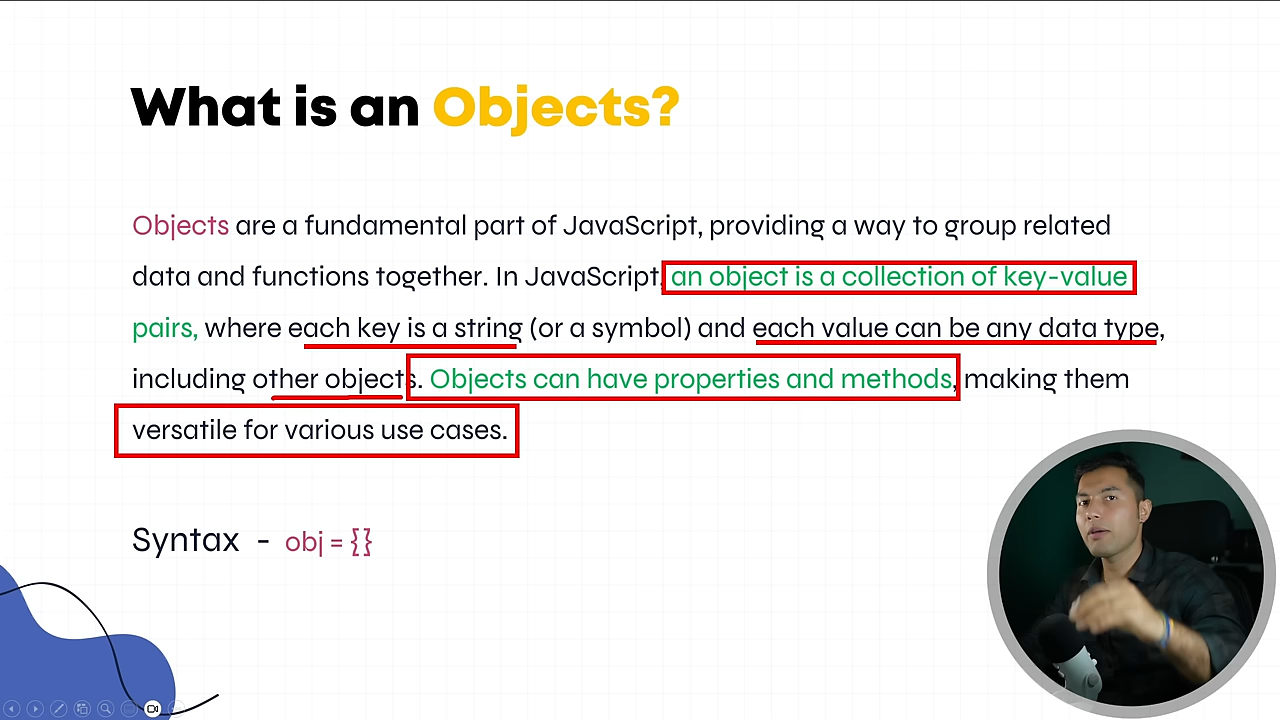 What is an Objects?
Objects are a fundamental part of JavaScript, providing a way to group related
data and functions together. In JavaScript, an object is a collection of key-value
pairs, where each key is a string (or a symbol) and each value can be any data type,
including other objects. Objects can have properties and methods, making them
versatile for various use cases.
Syntax - obj = {}